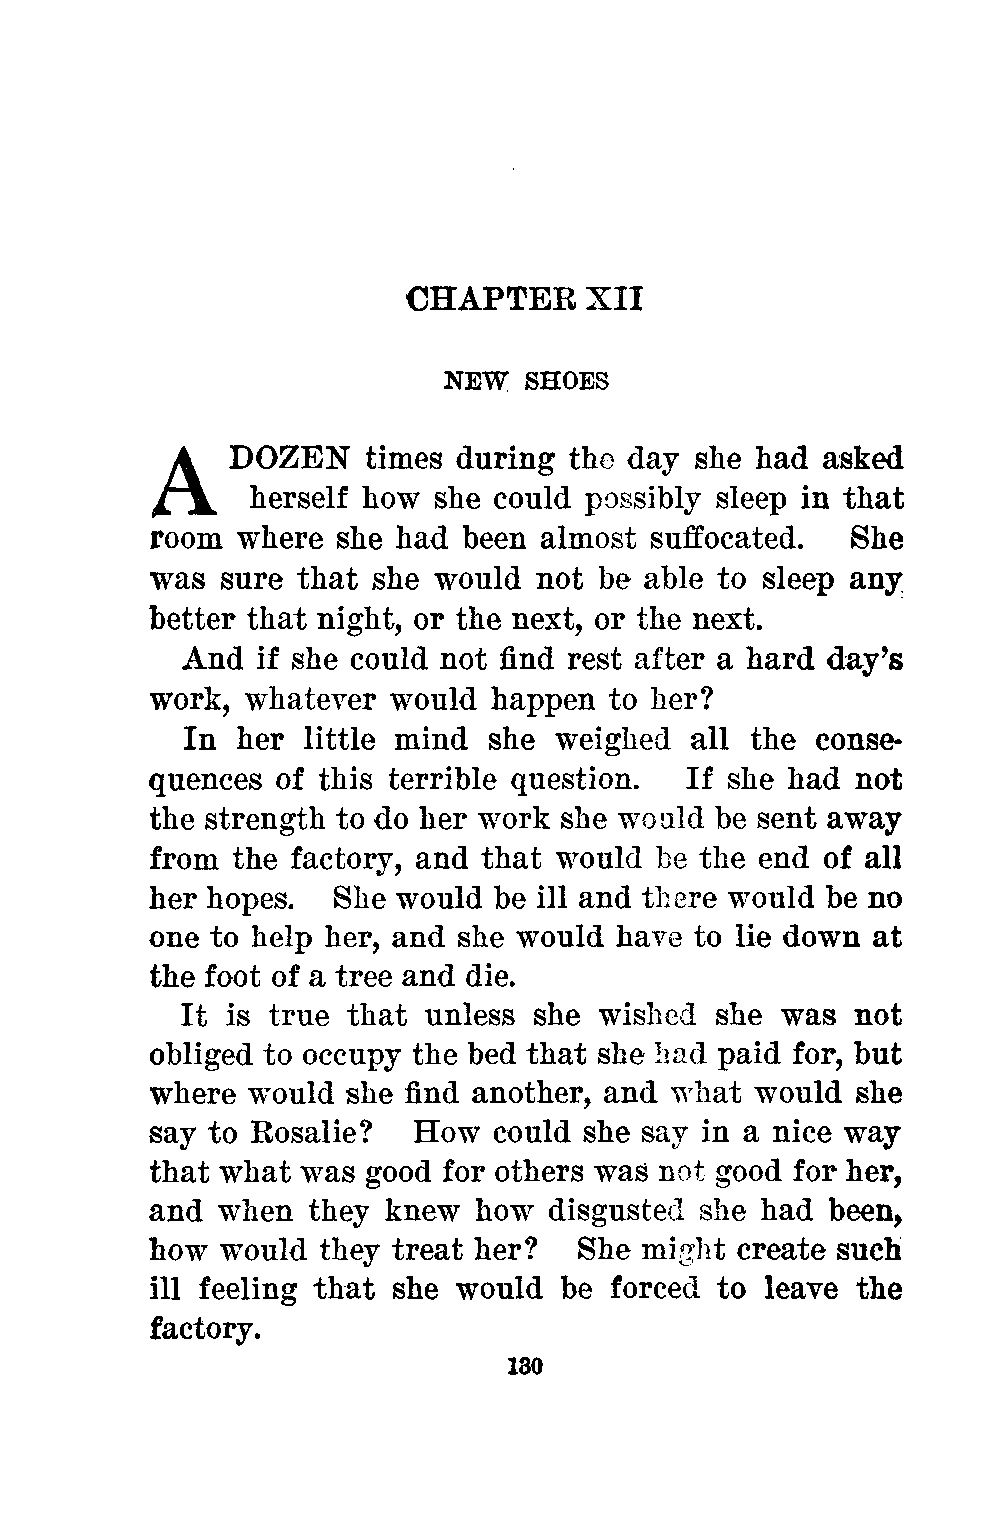 CHAPTER XII
NEW SHOES
A DOZEN times during the day she had asked
herself how she could possibly sleep in that
room where she had been almost suffocated. She
was sure that she would not be able to sleep any
better that night, or the next, or the next.
And if she could not find rest after a hard day's
work, whatever would happen to her?
In her little mind she weighed all the conse-
quences of this terrible question. If she had not
the strength to do her work she would be sent away
from the factory, and that would be the end of all
her hopes. She would be ill and there would be no
one to help her, and she would have to lie down at
the foot of a tree and die.
It is true that unless she wished she was not
obliged to occupy the bed that she had paid for, but
where would she find another, and what would she
say to Rosalie? How could she say in a nice way
that what was good for others was not good for her,
and when they knew how disgusted she had been,
how would they treat her? She might create such
ill feeling that she would be forced to leave the
factory.
130